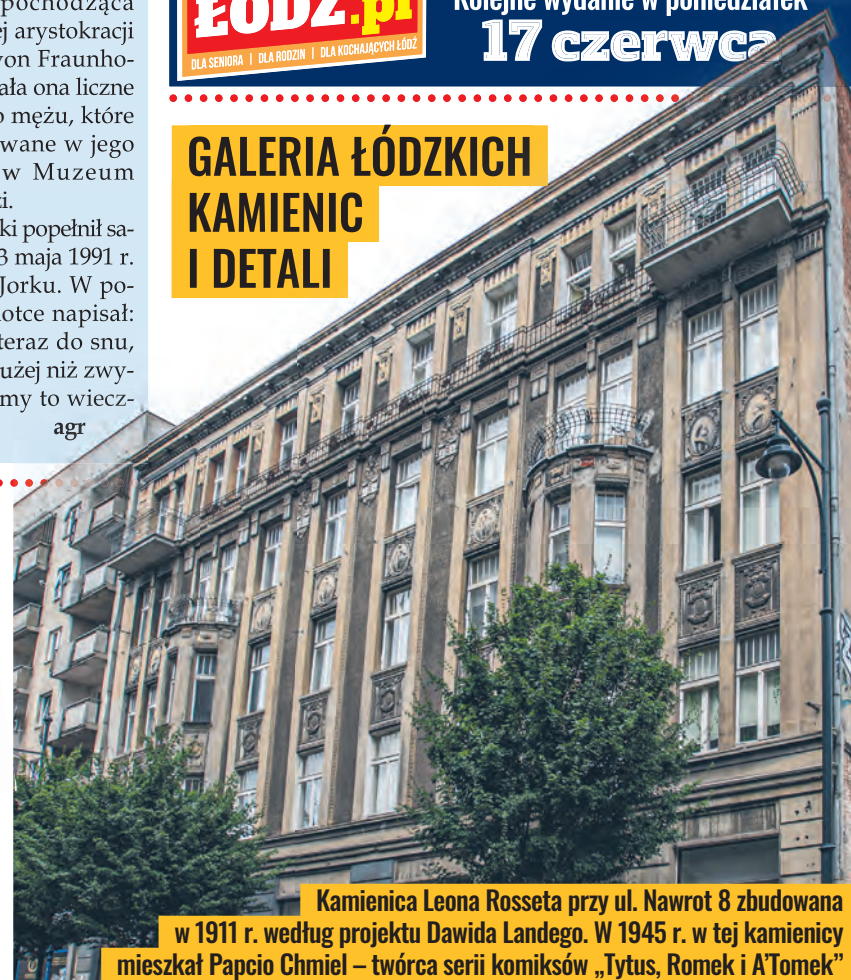 pochodząca
j arystokracji
von Fraunho-
ała ona liczne
o mężu, które
wane w jego
w Muzeum
zi.
ki popełnił sa-
3 maja 1991 r.
Jorku. W po-
otce napisał:
teraz do snu,
użej niż zwy-
my to wiecz-
agr
ŁÓDŹ.pl
DLA SENIORA | DLA RODZIN | DLA KOCHAJĄCYCH ŁÓDŹ
Kolejne wydanie w poniedziałek
17 czerwca
GALERIA ŁÓDZKICH
KAMIENIC
I DETALI
Kamienica Leona Rosseta przy ul. Nawrot 8 zbudowana
w 1911 r. według projektu Dawida Landego. W 1945 r. w tej kamienicy
mieszkał Papcio Chmiel – twórca serii komiksów „Tytus, Romek i A’Tomek”